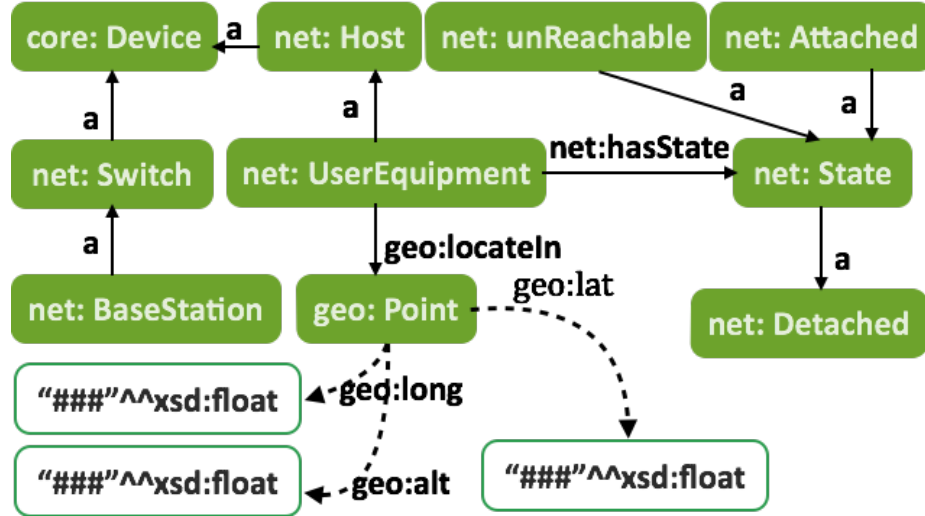 core: Device
a
net: Host
net: unReachable
net: Attached
a
a
a
a
net: Switch
net: UserEquipment
net:hasState
net: State
a
geo:locateIn
a
net: BaseStation
geo: Point
geo:lat
net: Detached
“###”^^xsd:float
geo:long
“###”^^xsd:float
geo:alt
“###”^^xsd:float